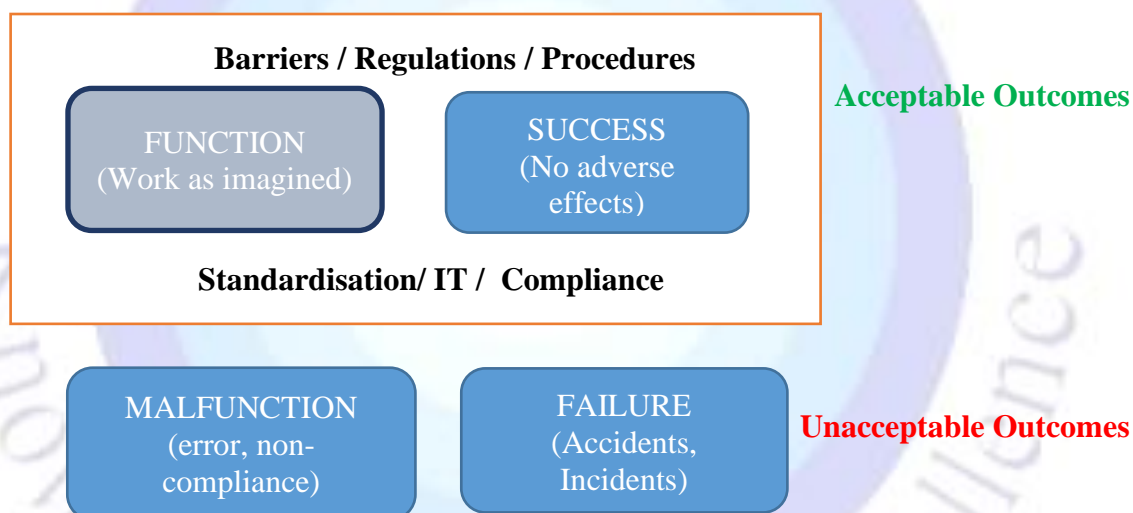 Barriers / Regulations / Procedures
Acceptable Outcomes
FUNCTION
(Work as imagined)
SUCCESS
(No adverse
effects)
Standardisation/ IT /  Compliance
MALFUNCTION
(error, non-
compliance)
FAILURE
(Accidents,
Incidents)
Unacceptable Outcomes